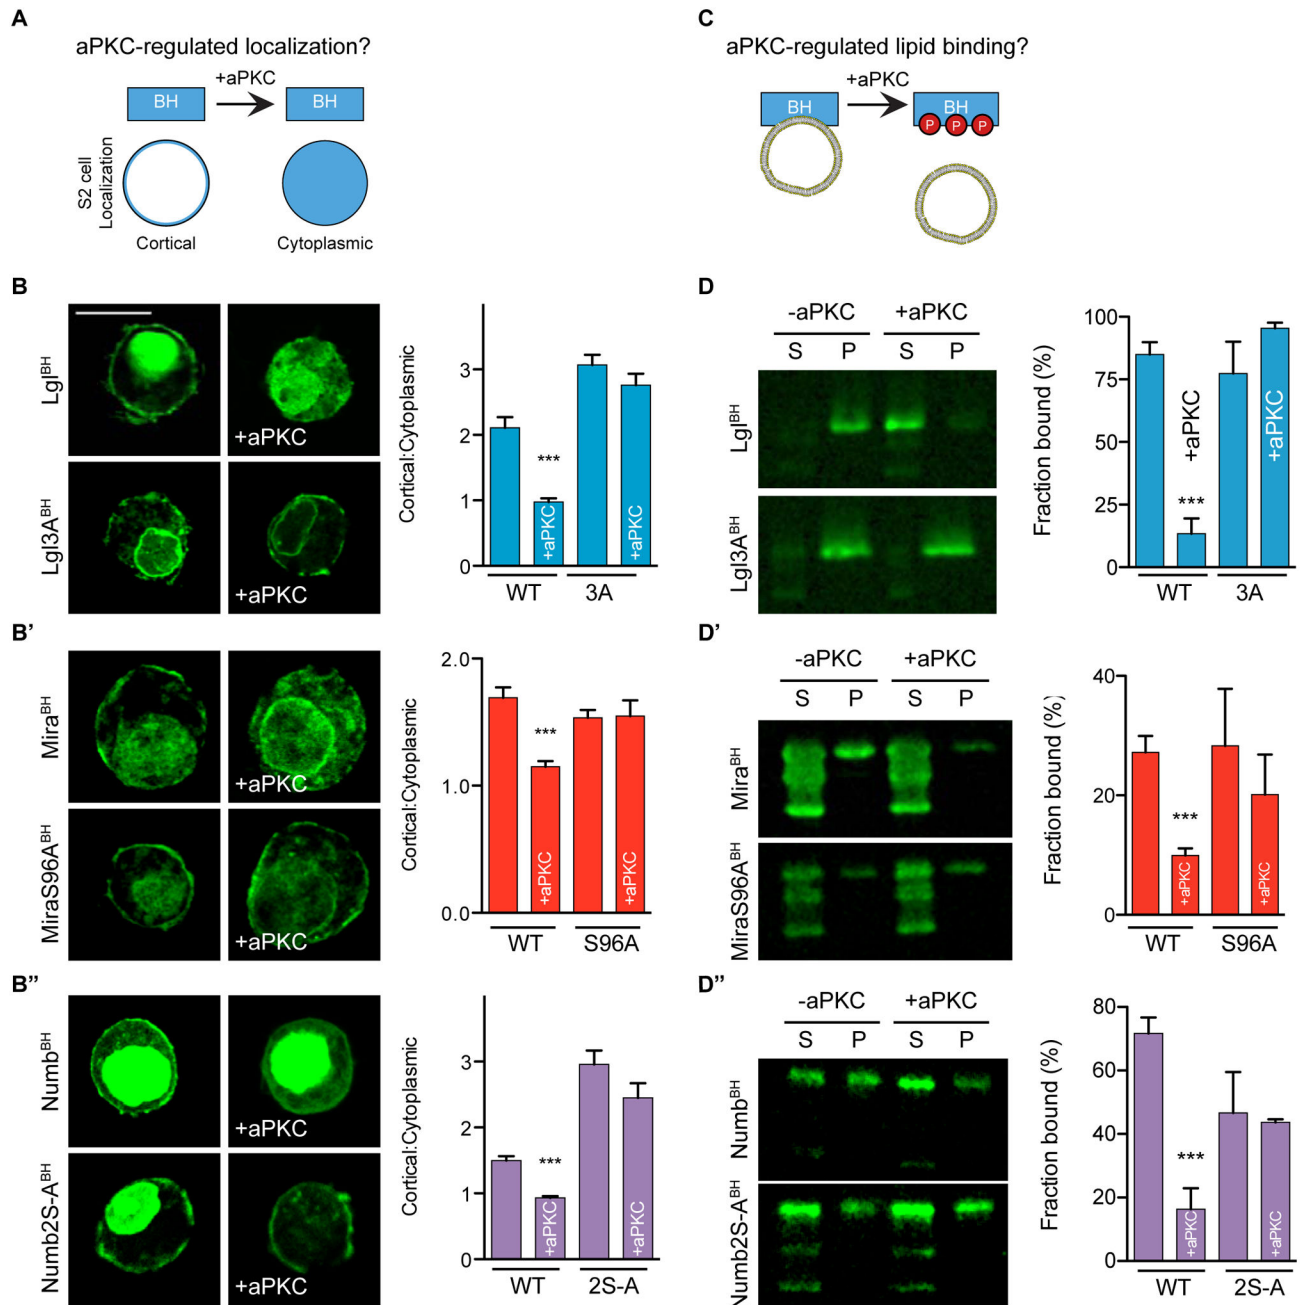 A
aPKC-regulated localization?
+aPKC
BH
BH
S2 cell
Localization
Cortical
Cytoplasmic
C
aPKC-regulated lipid binding?
+aPKC
BH
BH
P P P
B
Lgl^BH
+aPKC
Lgl3A^BH
+aPKC
Cortical:Cytoplasmic
3
2
1
0
***
+aPKC
+aPKC
WT
3A
D
-aPKC
+aPKC
S P S P
Lgl^BH
Lgl3A^BH
Fraction bound (%)
100
75
50
25
0
+aPKC
***
+aPKC
WT
3A
B'
Mira^BH
+aPKC
MiraS96A^BH
+aPKC
Cortical:Cytoplasmic
2.0
1.0
0.0
***
+aPKC
+aPKC
WT
S96A
D'
-aPKC
+aPKC
S P S P
Mira^BH
MiraS96A^BH
Fraction bound (%)
40
20
0
***
+aPKC
+aPKC
WT
S96A
B"
Numb^BH
+aPKC
Numb2S-A^BH
+aPKC
Cortical:Cytoplasmic
3
2
1
0
***
+aPKC
+aPKC
WT
2S-A
D"
-aPKC
+aPKC
S P S P
Numb^BH
Numb2S-A^BH
Fraction bound (%)
80
60
40
20
0
***
+aPKC
+aPKC
WT
2S-A